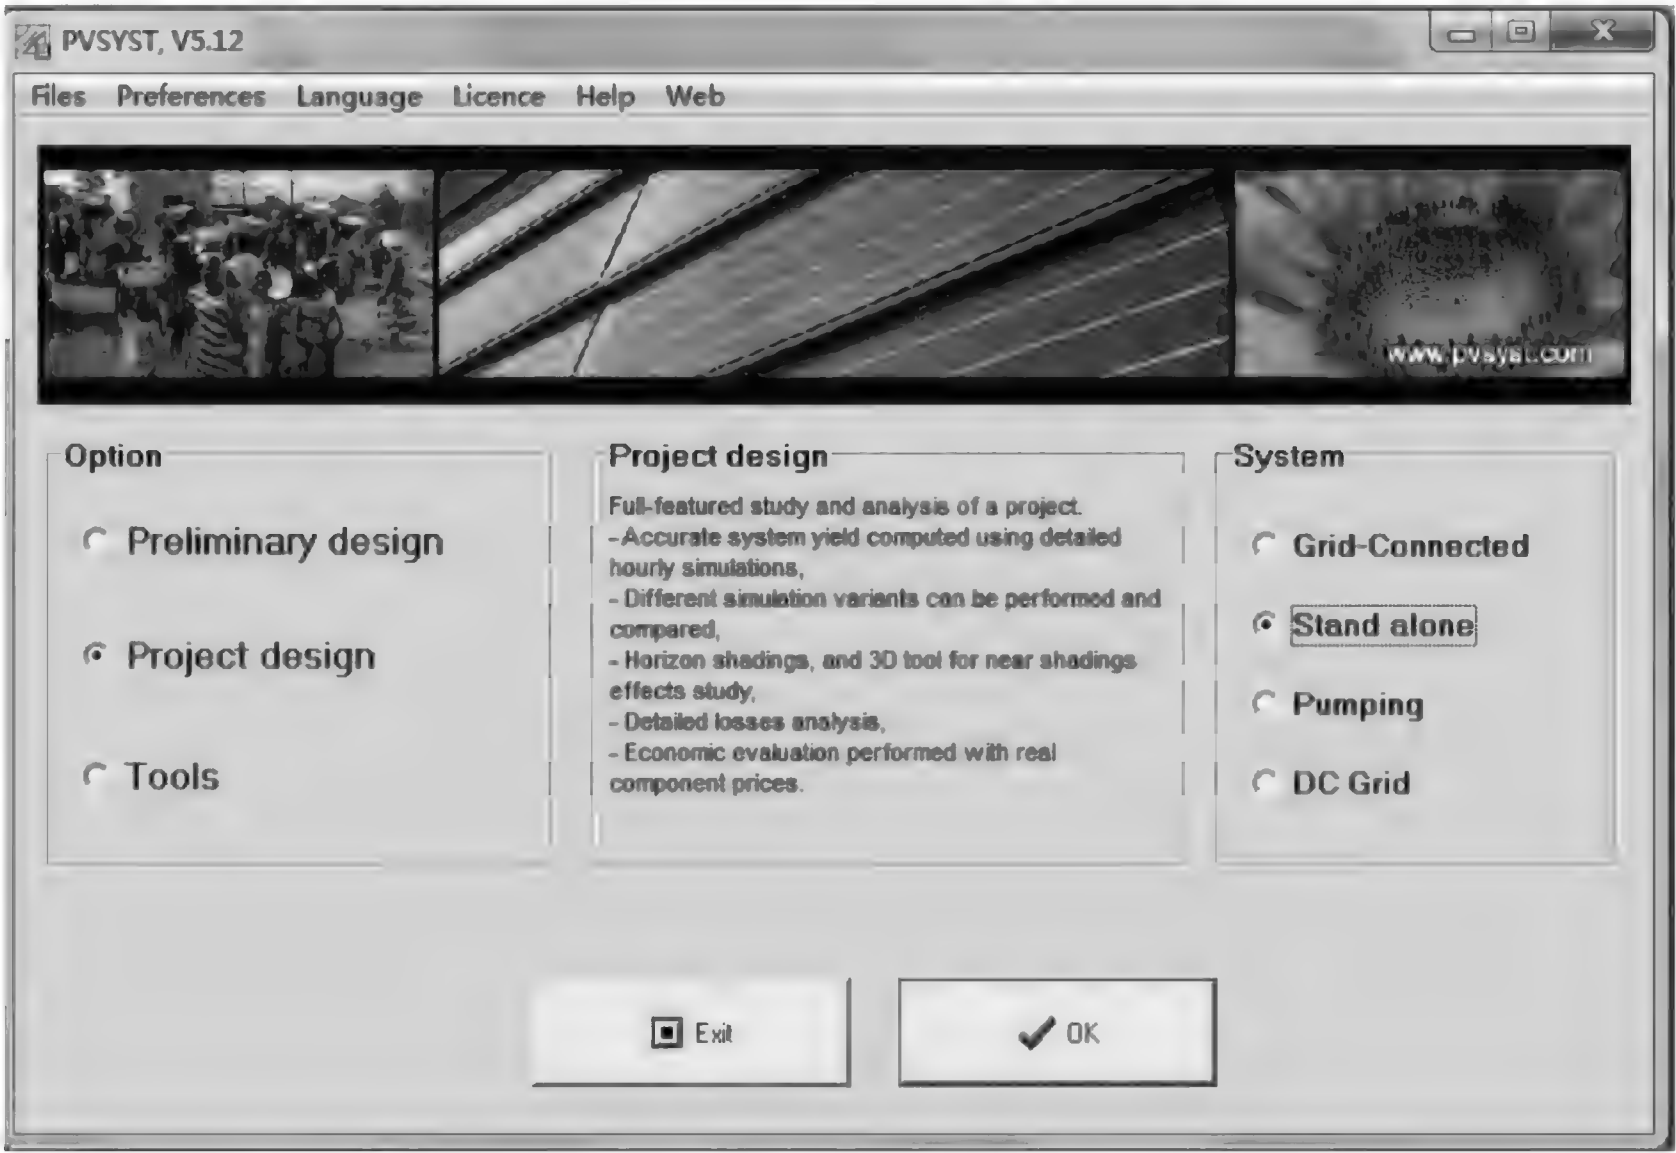 PVSYST, V5.12
Files Preferences Language Licence Help Web
www.pvsyst.com
Option
Preliminary design
Project design
Tools
Project design
Full-featured study and analysis of a project.
- Accurate system yield computed using detailed
hourly simulations,
- Different simulation variants can be performed and
compared,
- Horizon shadings, and 3D tool for near shadings
effects study,
- Detailed losses analysis,
- Economic evaluation performed with real
component prices.
System
Grid-Connected
Stand alone
Pumping
DC Grid
Exit
OK